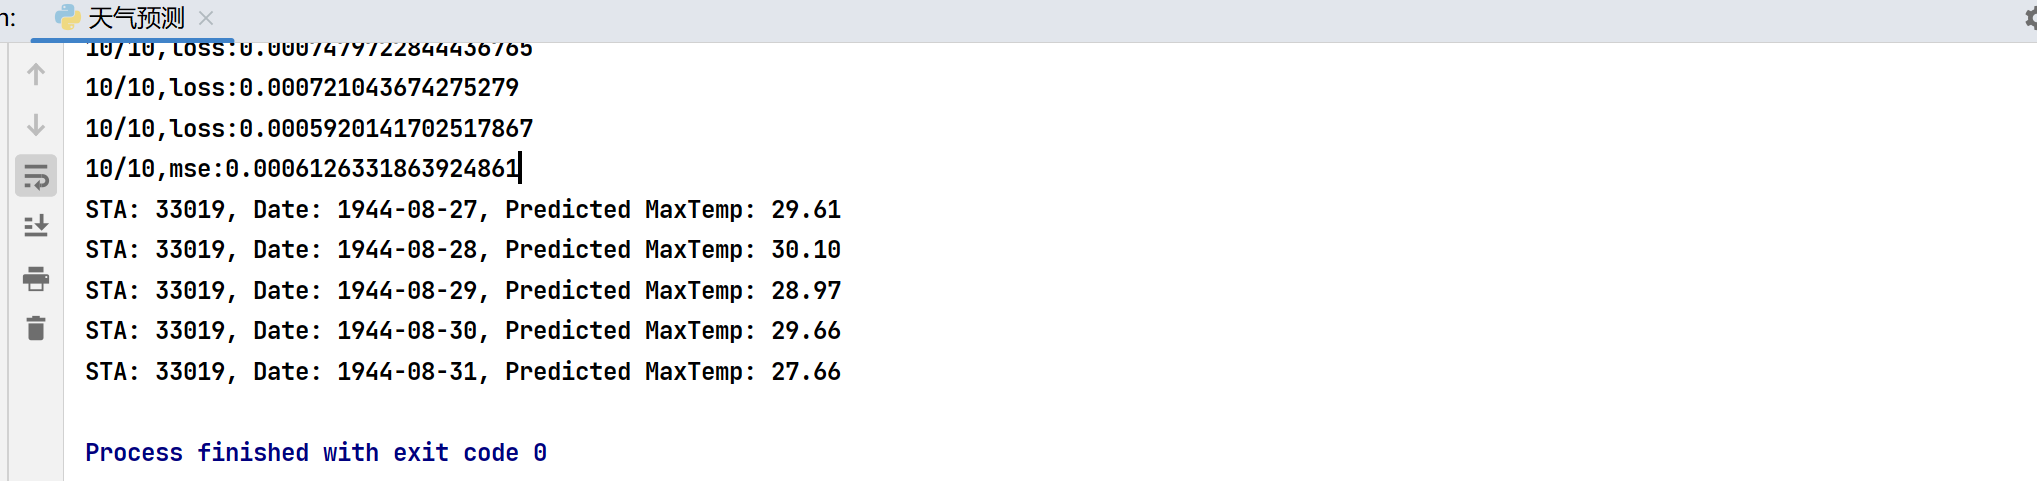 n:
天气预测
10/10,loss:0.0007479722844436765
10/10,loss:0.000721043674275279
10/10,loss:0.0005920141702517867
10/10,mse:0.0006126331863924861
STA: 33019, Date: 1944-08-27, Predicted MaxTemp: 29.61
STA: 33019, Date: 1944-08-28, Predicted MaxTemp: 30.10
STA: 33019, Date: 1944-08-29, Predicted MaxTemp: 28.97
STA: 33019, Date: 1944-08-30, Predicted MaxTemp: 29.66
STA: 33019, Date: 1944-08-31, Predicted MaxTemp: 27.66
Process finished with exit code 0